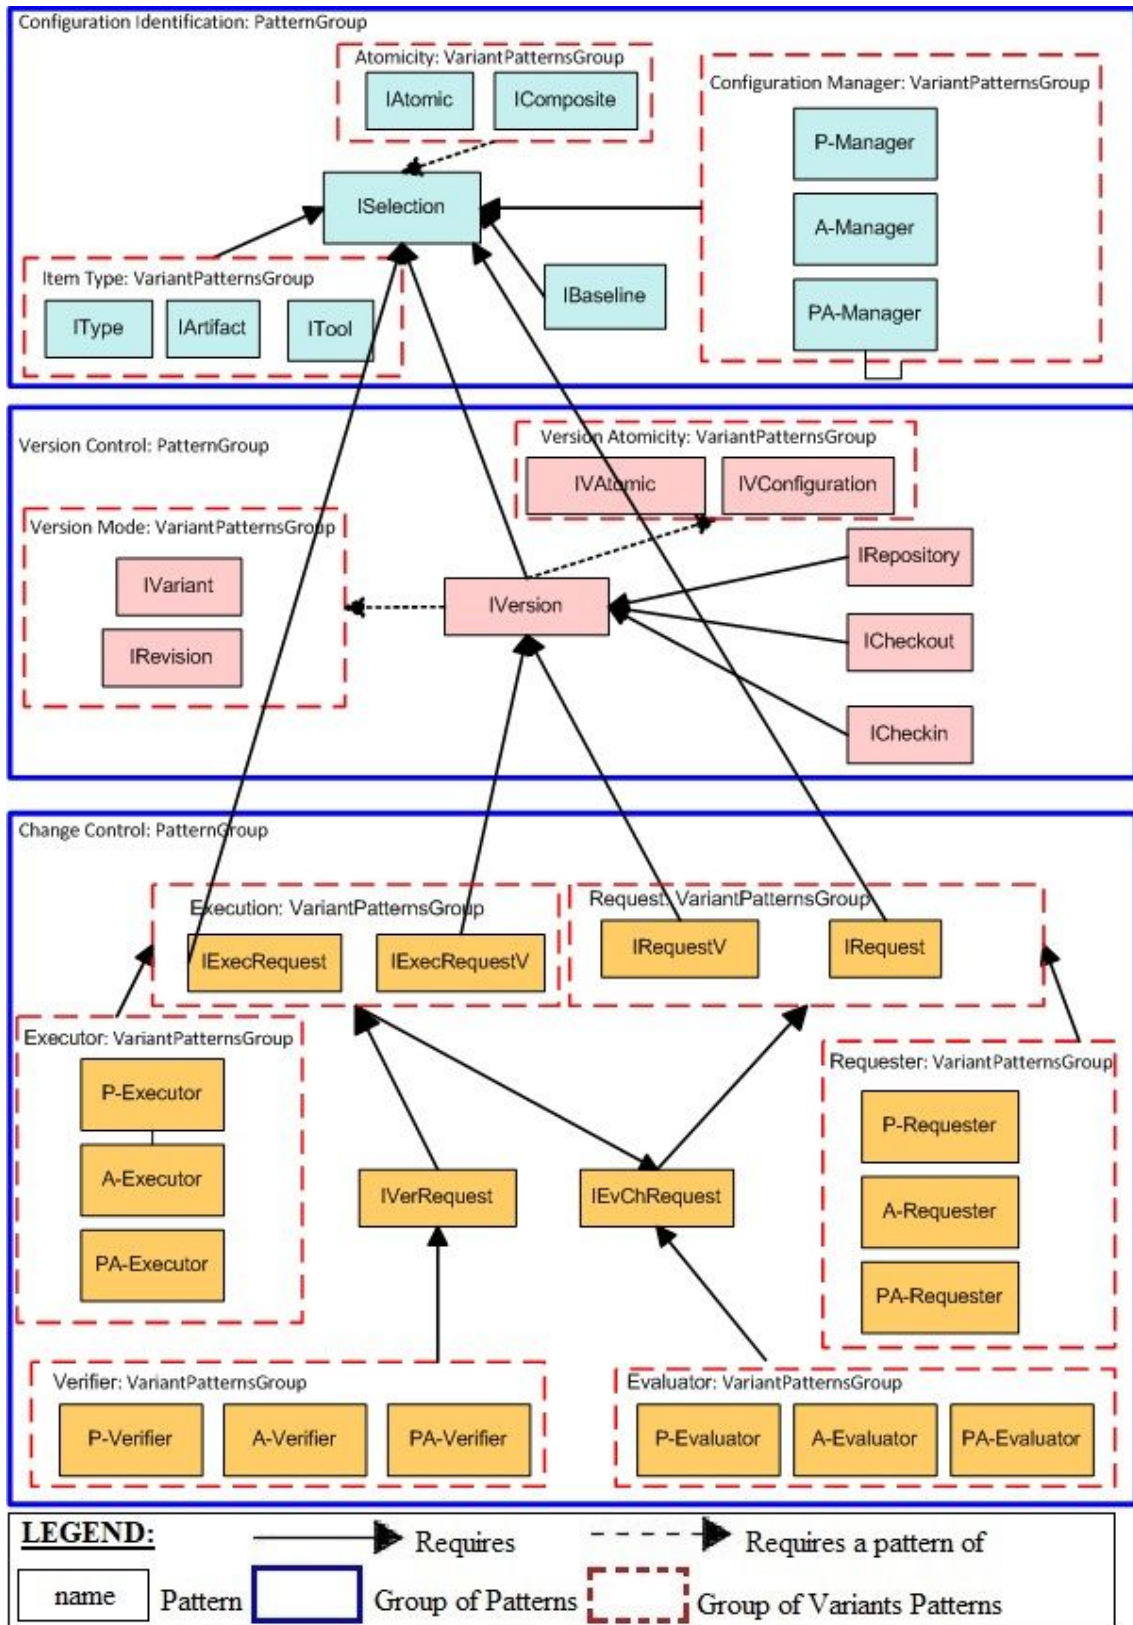 Configuration Identification: PatternGroup
Atomicity: VariantPatternsGroup
IAtomic
IComposite
Configuration Manager: VariantPatternsGroup
P-Manager
A-Manager
PA-Manager
ISelection
Item Type: VariantPatternsGroup
IType
IArtifact
ITool
IBaseline
Version Control: PatternGroup
Version Atomicity: VariantPatternsGroup
IVAtomic
IVConfiguration
Version Mode: VariantPatternsGroup
IVariant
IRevision
IVersion
IRepository
ICheckout
ICheckin
Change Control: PatternGroup
Execution: VariantPatternsGroup
IExecRequest
IExecRequestV
Request: VariantPatternsGroup
IRequestV
IRequest
Executor: VariantPatternsGroup
P-Executor
A-Executor
PA-Executor
IVerRequest
IEvChRequest
Requester: VariantPatternsGroup
P-Requester
A-Requester
PA-Requester
Verifier: VariantPatternsGroup
P-Verifier
A-Verifier
PA-Verifier
Evaluator: VariantPatternsGroup
P-Evaluator
A-Evaluator
PA-Evaluator
LEGEND:
Requires
Requires a pattern of
name
Pattern
Group of Patterns
Group of Variants Patterns